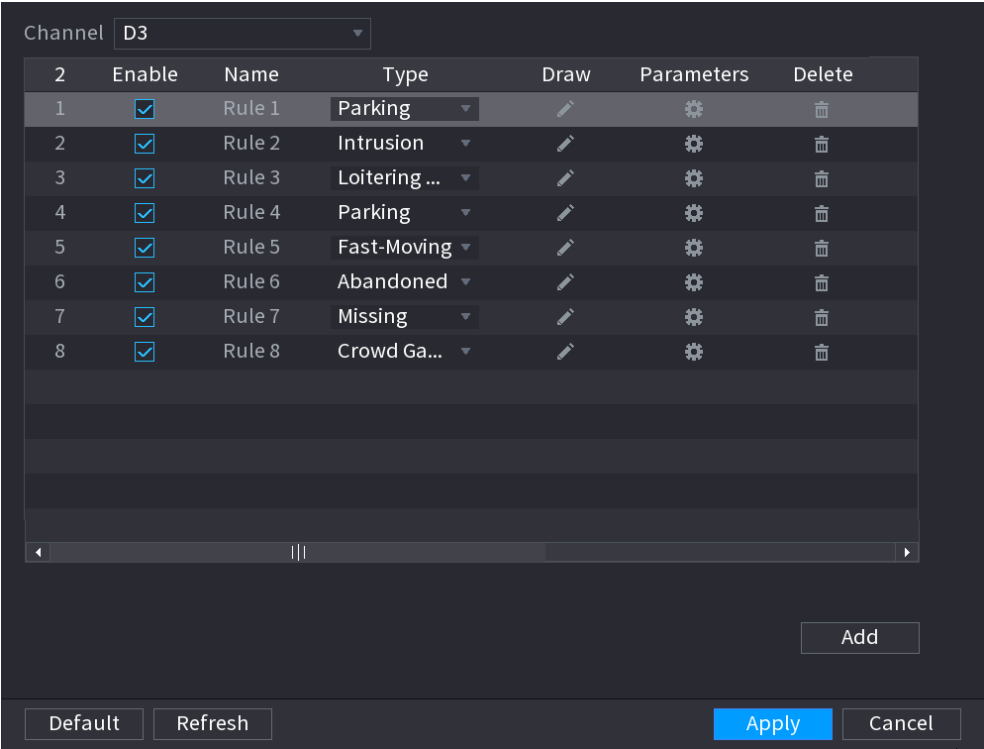 Channel D3
2 Enable Name Type Draw Parameters Delete
1 Rule 1 Parking
2 Rule 2 Intrusion
3 Rule 3 Loitering ...
4 Rule 4 Parking
5 Rule 5 Fast-Moving
6 Rule 6 Abandoned
7 Rule 7 Missing
8 Rule 8 Crowd Ga...
Add
Default Refresh Apply Cancel